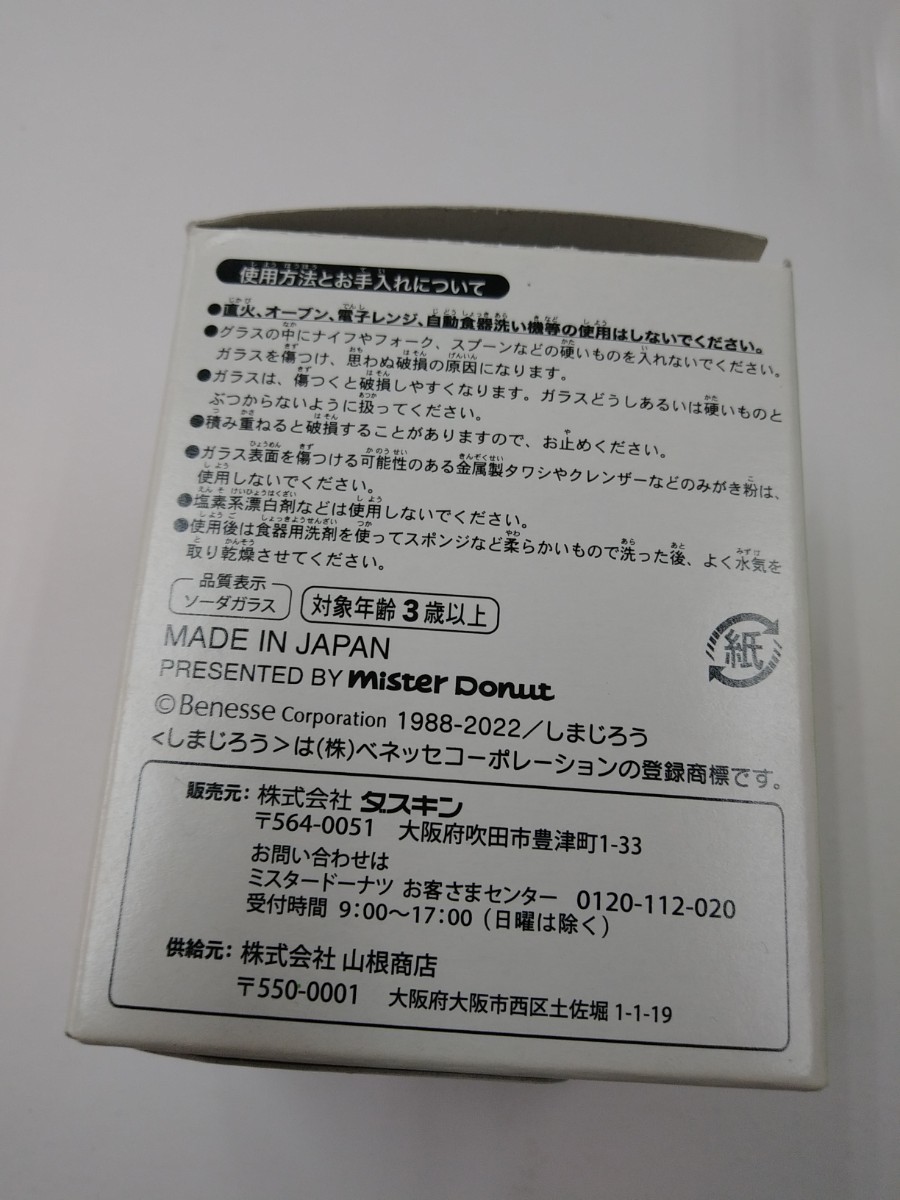 使用方法とお手入れについて
●直火、オーブン、電子レンジ、自動食器洗い機等の使用はしないでください。
●グラスの中にナイフやフォーク、スプーンなどの硬いものを入れないでください。
ガラスを傷つけ、思わぬ破損の原因になります。
●ガラスは、傷つくと破損しやすくなります。ガラスどうしあるいは硬いものと
ぶつからないように扱ってください。
●積み重ねると破損することがありますので、お止めください。
●ガラス表面を傷つける可能性のある金属製タワシやクレンザーなどのみがき粉は、
使用しないでください。
●塩素系漂白剤などは使用しないでください。
●使用後は食器用洗剤を使ってスポンジなど柔らかいもので洗った後、よく水気を
取り乾燥させてください。
品質表示
ソーダガラス
対象年齢3歳以上
紙
MADE IN JAPAN
PRESENTED BY mister Donut
©Benesse Corporation 1988-2022/しまじろう
<しまじろう>は(株)ベネッセコーポレーションの登録商標です。
販売元：株式会社 ダスキン
〒564-0051 大阪府吹田市豊津町1-33
お問い合わせは
ミスタードーナツ お客さまセンター 0120-112-020
受付時間 9:00〜17:00（日曜は除く）
供給元：株式会社 山根商店
〒550-0001 大阪府大阪市西区土佐堀 1-1-19